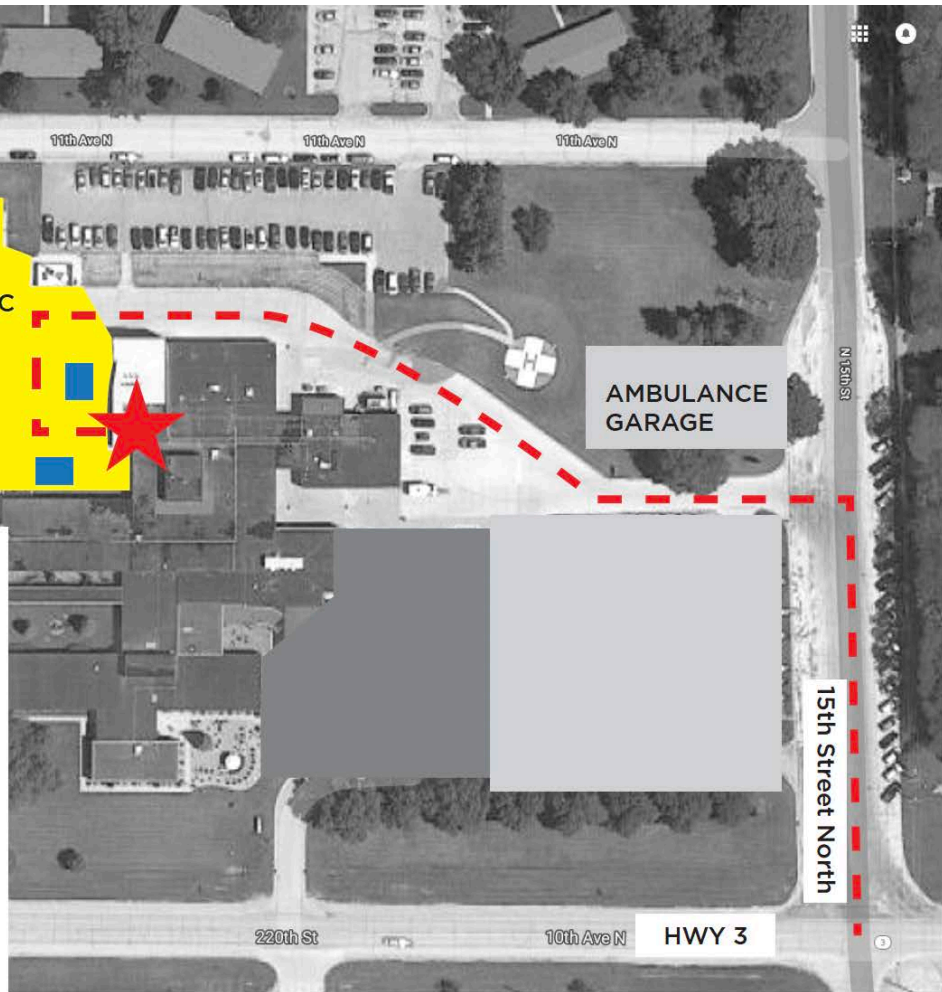 11th Ave N
11th Ave N
11th Ave N
C
H
AMBULANCE
GARAGE
N 15th St
15th Street North
220th St
10th Ave N
HWY 3
3